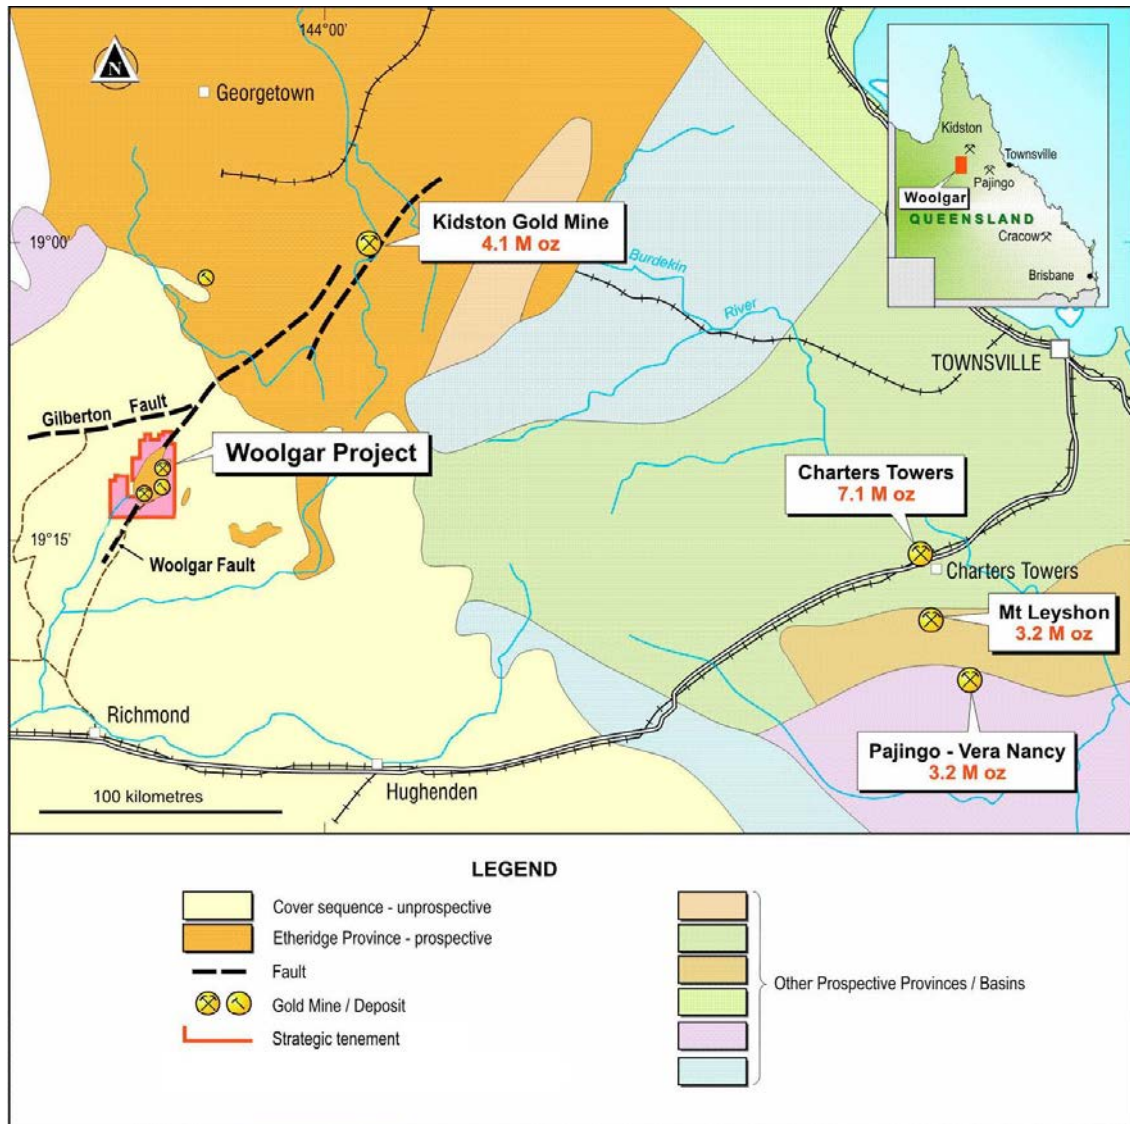 144°00'
N
Georgetown
Kidston
Townsville
Pajingo
Woolgar
QUEENSLAND
Cracow
Brisbane
19°00'
Kidston Gold Mine
4.1 M oz
Burdekin
River
TOWNSVILLE
Gilberton Fault
Woolgar Project
Charters Towers
7.1 M oz
19°15'
Woolgar Fault
Charters Towers
Mt Leyshon
3.2 M oz
Richmond
Pajingo - Vera Nancy
3.2 M oz
100 kilometres
Hughenden
LEGEND
Cover sequence - unprospective
Etheridge Province - prospective
Fault
Gold Mine / Deposit
Strategic tenement
Other Prospective Provinces / Basins